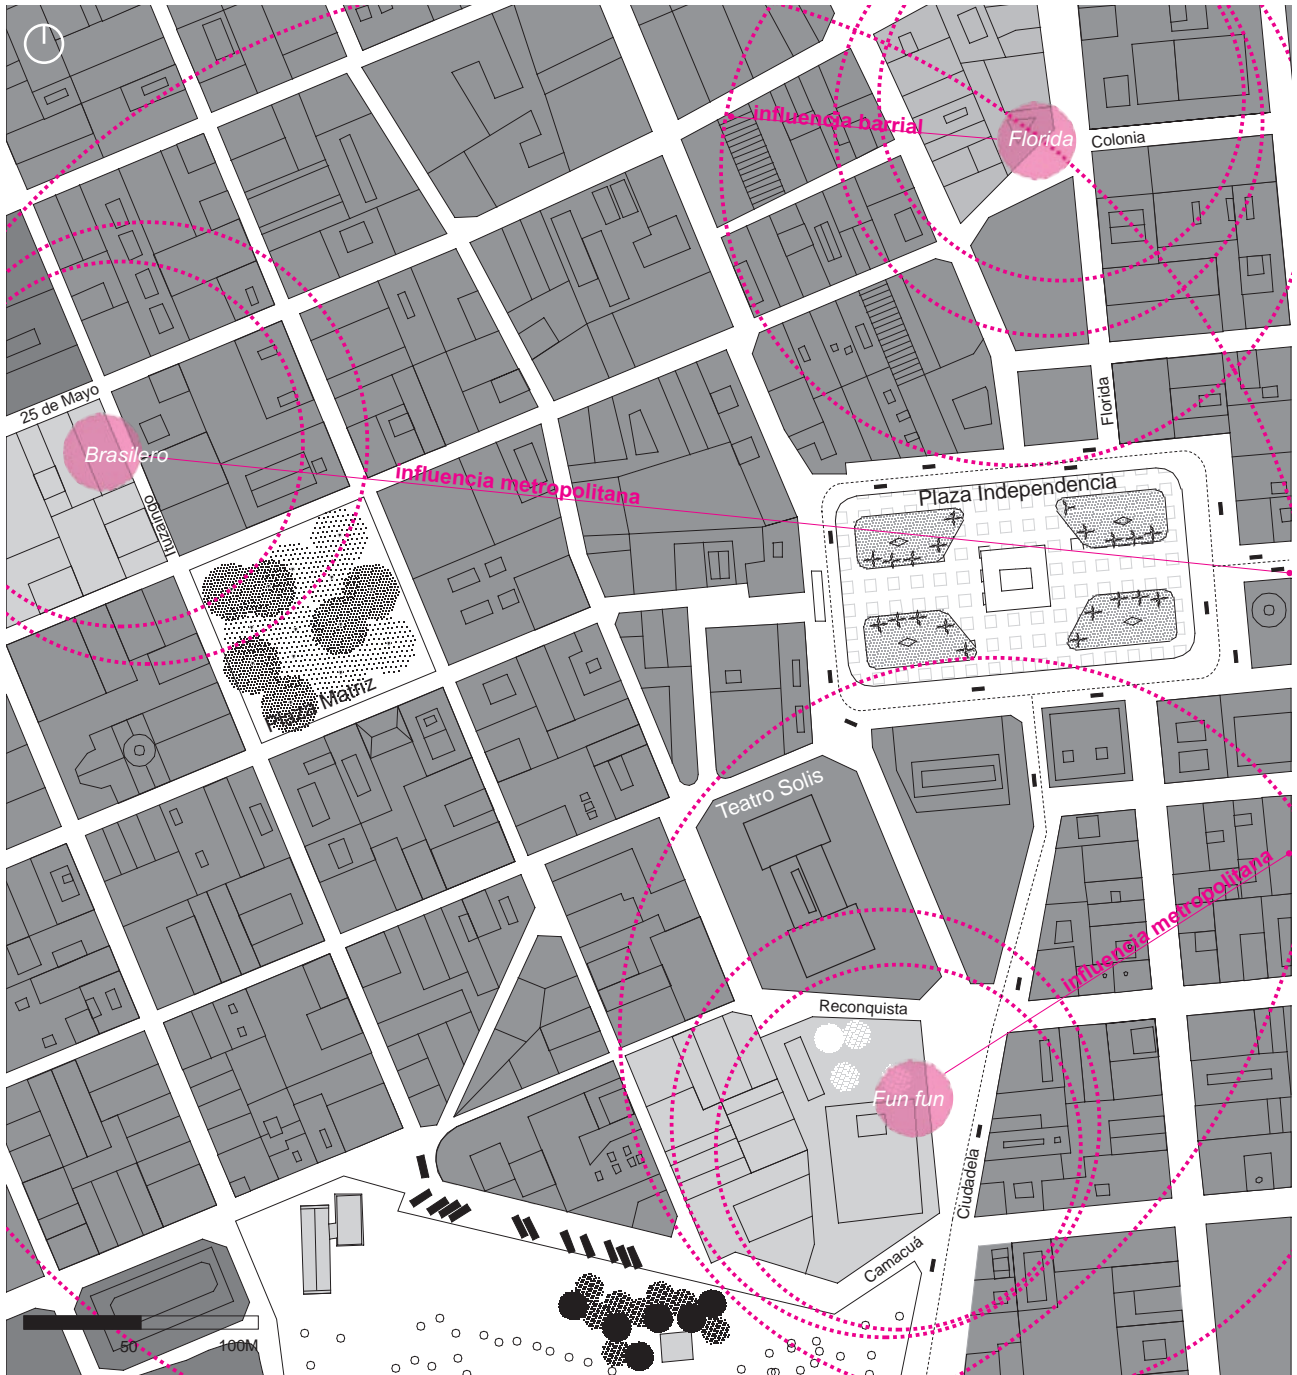 influencia barrial
Florida
Colonia
25 de Mayo
Brasilero
influencia metropolitana
Florida
Plaza Independencia
Ituzaingo
Plaza Matriz
Teatro Solis
influencia metropolitana
Reconquista
Fun fun
Ciudadela
Camacuá
50
100M